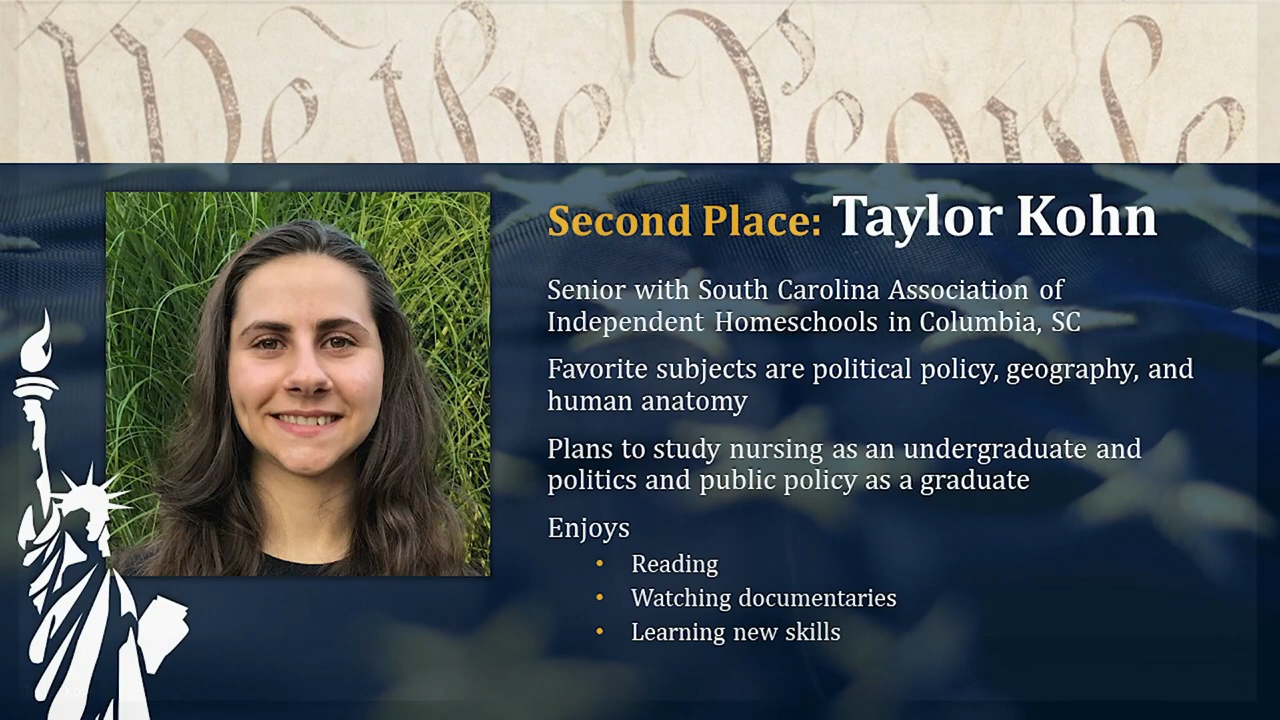 We the People
Second Place: Taylor Kohn
Senior with South Carolina Association of
Independent Homeschools in Columbia, SC
Favorite subjects are political policy, geography, and
human anatomy
Plans to study nursing as an undergraduate and
politics and public policy as a graduate
Enjoys
• Reading
• Watching documentaries
• Learning new skills